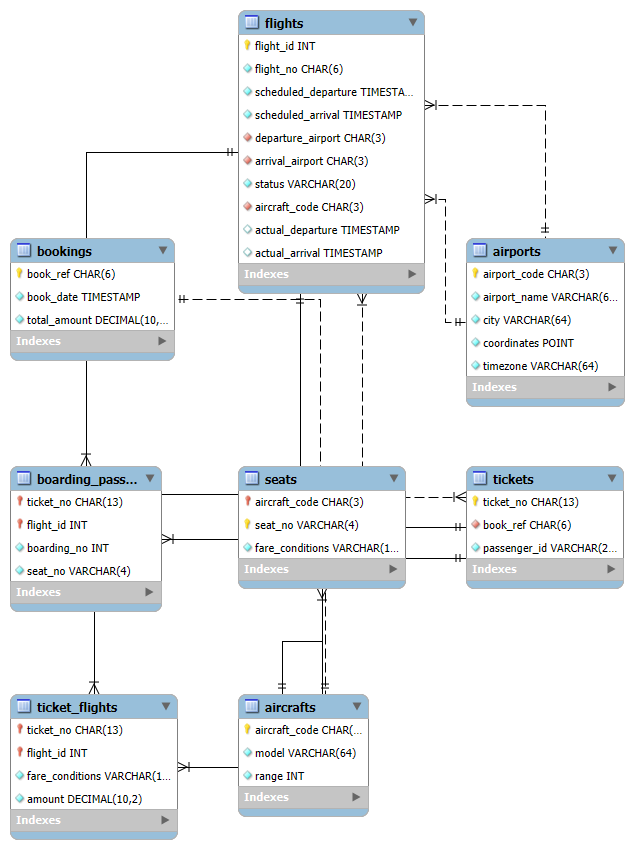 flights
flight_id INT
flight_no CHAR(6)
scheduled_departure TIMESTA...
scheduled_arrival TIMESTAMP
departure_airport CHAR(3)
arrival_airport CHAR(3)
status VARCHAR(20)
aircraft_code CHAR(3)
actual_departure TIMESTAMP
actual_arrival TIMESTAMP
Indexes
bookings
book_ref CHAR(6)
book_date TIMESTAMP
total_amount DECIMAL(10,...
Indexes
airports
airport_code CHAR(3)
airport_name VARCHAR(6...
city VARCHAR(64)
coordinates POINT
timezone VARCHAR(64)
Indexes
boarding_pass...
ticket_no CHAR(13)
flight_id INT
boarding_no INT
seat_no VARCHAR(4)
Indexes
seats
aircraft_code CHAR(3)
seat_no VARCHAR(4)
fare_conditions VARCHAR(1...
Indexes
tickets
ticket_no CHAR(13)
book_ref CHAR(6)
passenger_id VARCHAR(2...
Indexes
ticket_flights
ticket_no CHAR(13)
flight_id INT
fare_conditions VARCHAR(1...
amount DECIMAL(10,2)
Indexes
aircrafts
aircraft_code CHAR(...
model VARCHAR(64)
range INT
Indexes